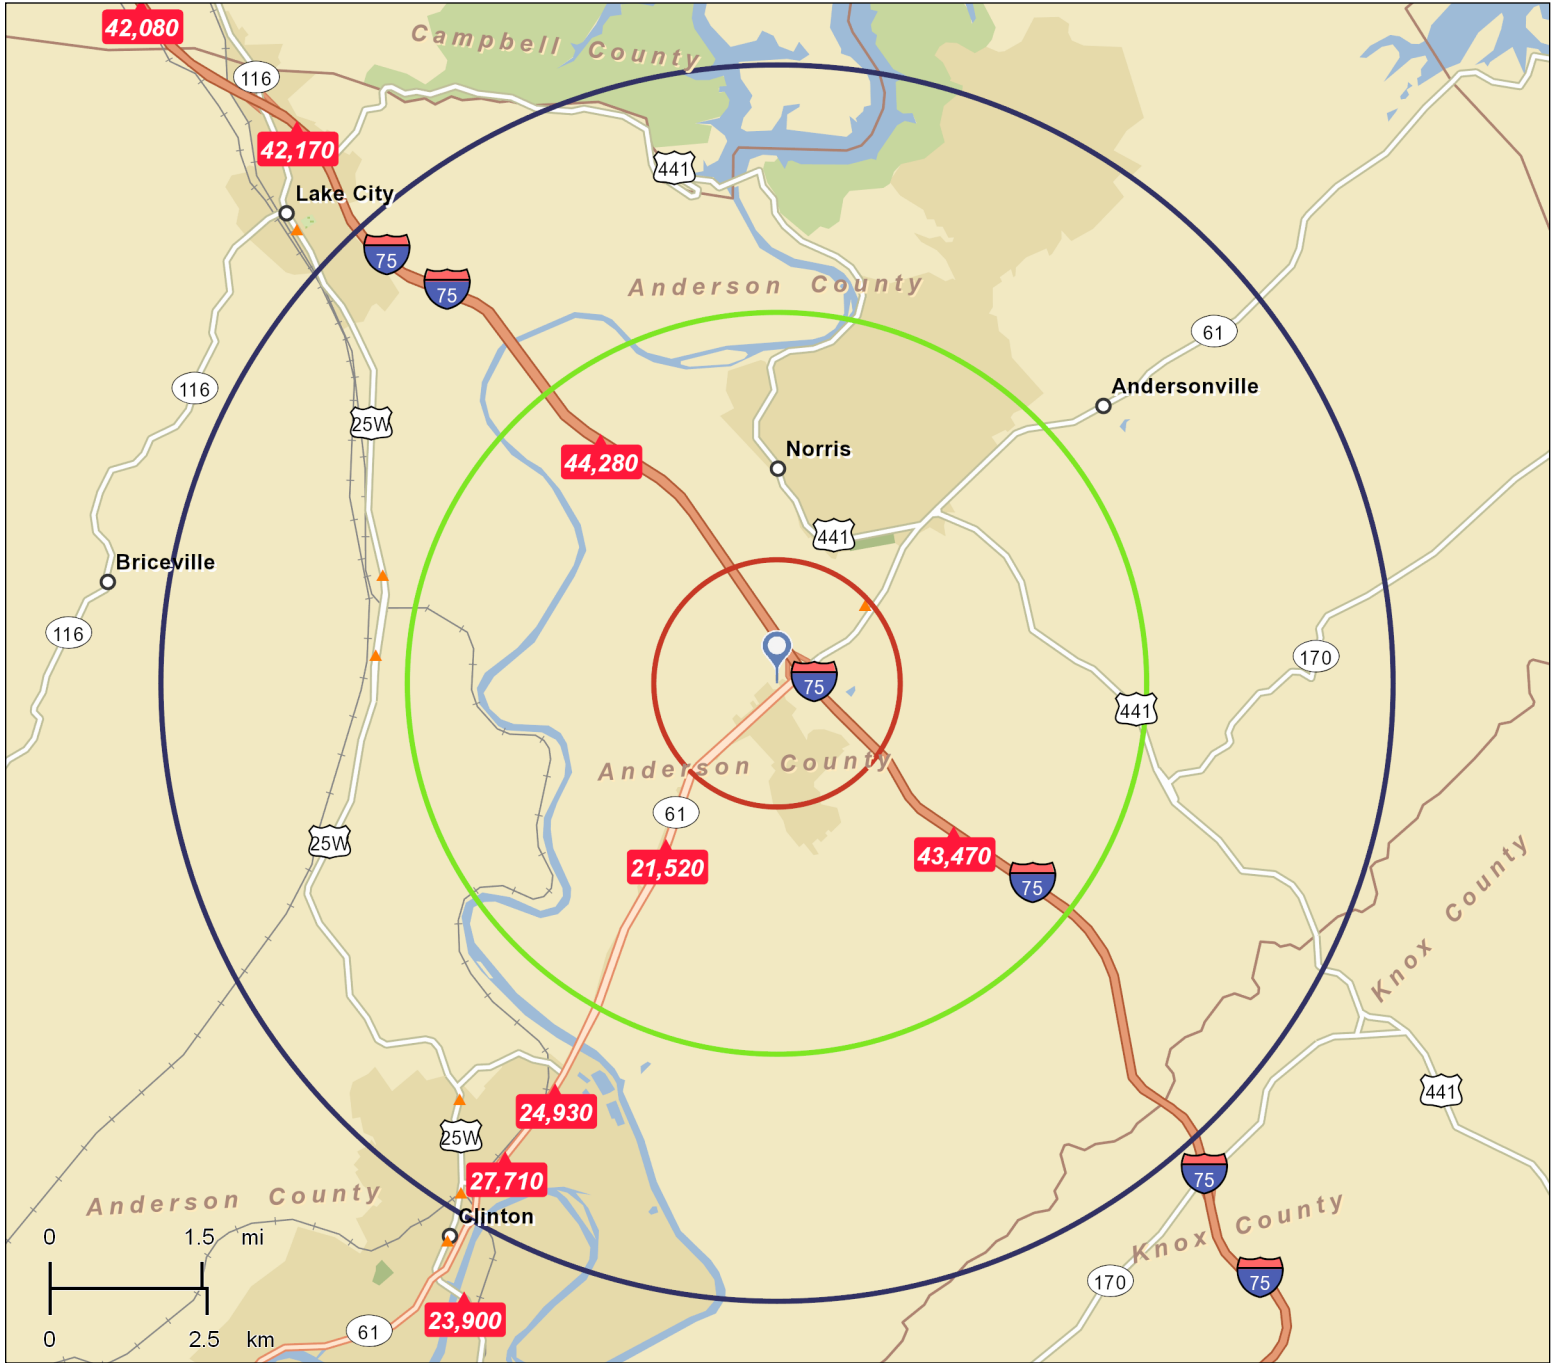 42,080
Campbell County
116
42,170
441
Lake City
75
75
Anderson County
61
116
Andersonville
25W
Norris
44,280
441
Briceville
116
170
75
441
Anderson County
61
25W
21,520
43,470
75
Knox County
441
24,930
25W
27,710
75
Anderson County
Clinton
Knox County
0 1.5 mi
170
75
23,900
61
0 2.5 km